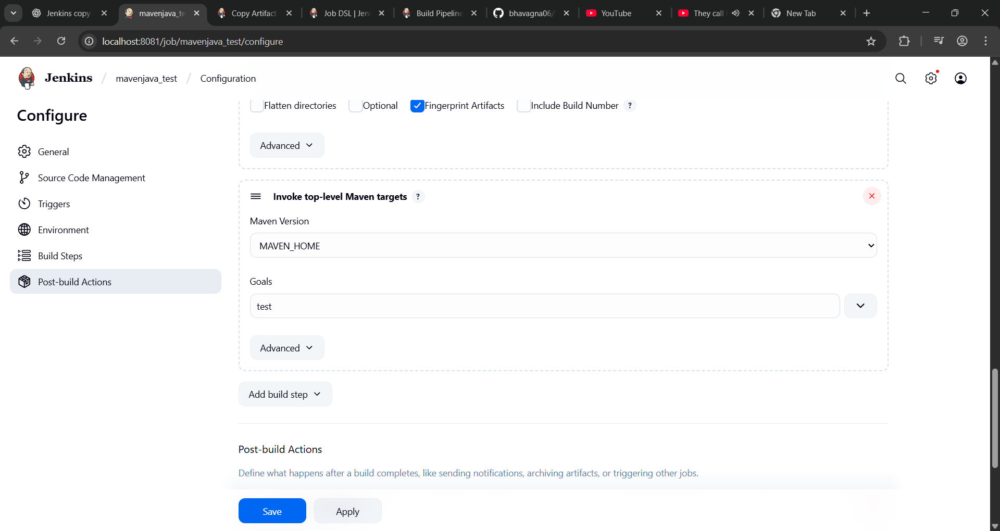 Jenkins copy
mavenjava_te
Copy Artifact
Job DSL | Jen
Build Pipeline
bhavagna06/
YouTube
They call
New Tab
localhost:8081/job/mavenjava_test/configure
Jenkins / mavenjava_test / Configuration
Configure
General
Source Code Management
Triggers
Environment
Build Steps
Post-build Actions
Flatten directories Optional Fingerprint Artifacts Include Build Number ?
Advanced
Invoke top-level Maven targets ?
Maven Version
MAVEN_HOME
Goals
test
Advanced
Add build step
Post-build Actions
Define what happens after a build completes, like sending notifications, archiving artifacts, or triggering other jobs.
Save Apply